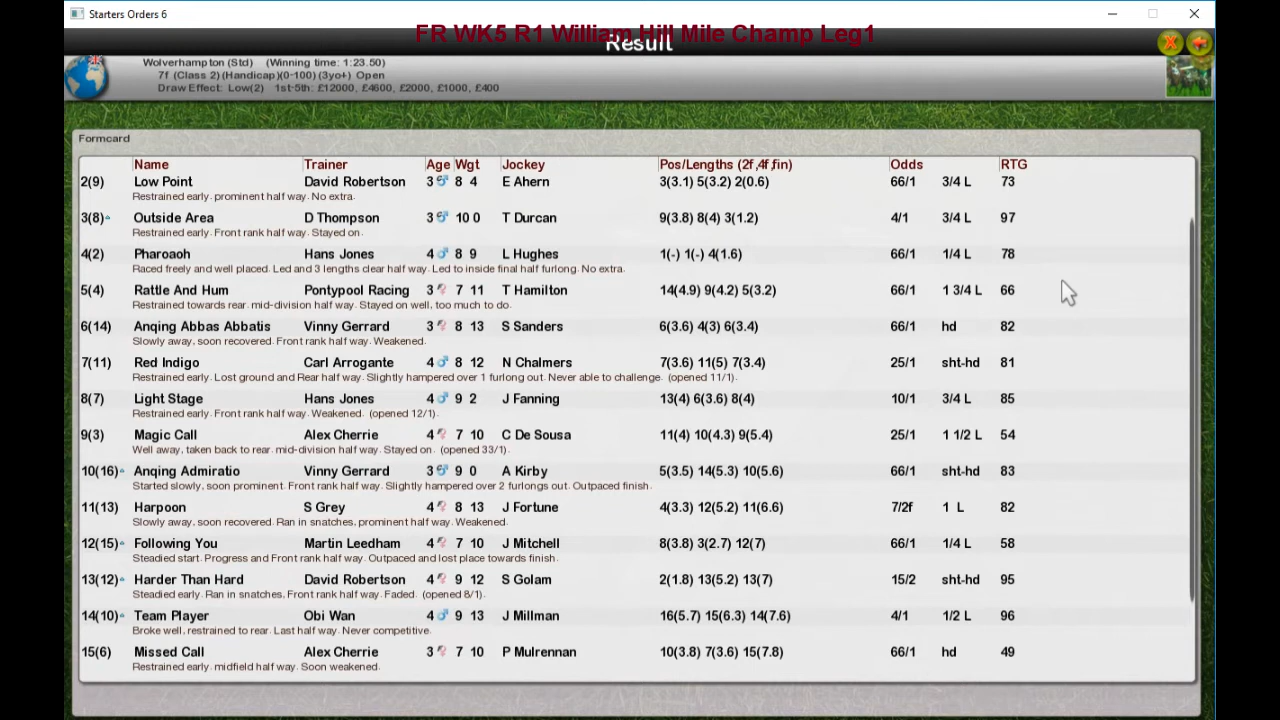 Starters Orders 6
FR WK5 R1 William Hill Mile Champ Leg1
Result
Wolverhampton (Std) (Winning time: 1:23.50)
7f (Class 2)(Handicap)(0-100)(3yo+) Open
Draw Effect: Low(2) 1st-5th: £12000, £4600, £2000, £1000, £400
Formcard
Name Trainer Age Wgt Jockey Pos/Lengths (2f,4f,fin) Odds RTG
2(9) Low Point David Robertson 3 8 4 E Ahern 3(3.1) 5(3.2) 2(0.6) 66/1 3/4 L 73
Restrained early. prominent half way. No extra.
3(8) Outside Area D Thompson 3 10 0 T Durcan 9(3.8) 8(4) 3(1.2) 4/1 3/4 L 97
Restrained early. Front rank half way. Stayed on.
4(2) Pharoaoh Hans Jones 4 8 9 L Hughes 1(-) 1(-) 4(1.6) 66/1 1/4 L 78
Raced freely and well placed. Led and 3 lengths clear half way. Led to inside final half furlong. No extra.
5(4) Rattle And Hum Pontypool Racing 3 7 11 T Hamilton 14(4.9) 9(4.2) 5(3.2) 66/1 1 3/4 L 66
Restrained towards rear. mid-division half way. Stayed on well, too much to do.
6(14) Anqing Abbas Abbatis Vinny Gerrard 3 8 13 S Sanders 6(3.6) 4(3) 6(3.4) 66/1 hd 82
Slowly away, soon recovered. Front rank half way. Weakened.
7(11) Red Indigo Carl Arrogante 4 8 12 N Chalmers 7(3.6) 11(5) 7(3.4) 25/1 sht-hd 81
Restrained early. Lost ground and Rear half way. Slightly hampered over 1 furlong out. Never able to challenge. (opened 11/1).
8(7) Light Stage Hans Jones 4 9 2 J Fanning 13(4) 6(3.6) 8(4) 10/1 3/4 L 85
Restrained early. Front rank half way. Weakened. (opened 12/1).
9(3) Magic Call Alex Cherrie 4 7 10 C De Sousa 11(4) 10(4.3) 9(5.4) 25/1 1 1/2 L 54
Well away, taken back to rear. mid-division half way. Stayed on. (opened 33/1).
10(16) Anqing Admiratio Vinny Gerrard 3 9 0 A Kirby 5(3.5) 14(5.3) 10(5.6) 66/1 sht-hd 83
Started slowly, soon prominent. Front rank half way. Slightly hampered over 2 furlongs out. Outpaced finish.
11(13) Harpoon S Grey 4 8 13 J Fortune 4(3.3) 12(5.2) 11(6.6) 7/2f 1 L 82
Slowly away, soon recovered. Ran in snatches, prominent half way. Weakened.
12(15) Following You Martin Leedham 4 7 10 J Mitchell 8(3.8) 3(2.7) 12(7) 66/1 1/4 L 58
Steadied start. Progress and Front rank half way. Outpaced and lost place towards finish.
13(12) Harder Than Hard David Robertson 4 9 12 S Golam 2(1.8) 13(5.2) 13(7) 15/2 sht-hd 95
Steadied early. Ran in snatches, Front rank half way. Faded. (opened 8/1).
14(10) Team Player Obi Wan 4 9 13 J Millman 16(5.7) 15(6.3) 14(7.6) 4/1 1/2 L 96
Broke well, restrained to rear. Last half way. Never competitive.
15(6) Missed Call Alex Cherrie 3 7 10 P Mulrennan 10(3.8) 7(3.6) 15(7.8) 66/1 hd 49
Restrained early. midfield half way. Soon weakened.